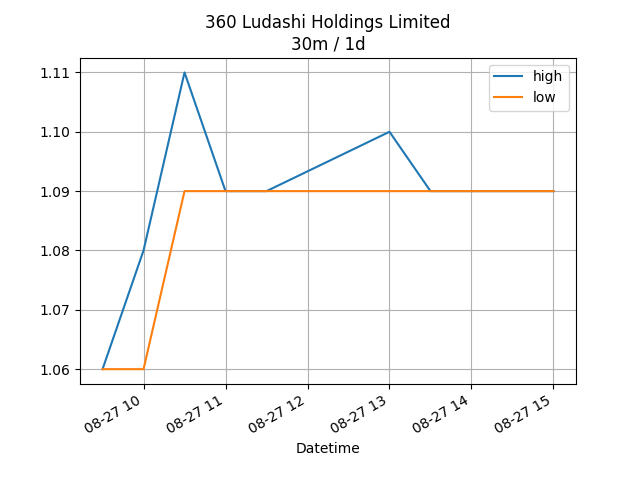 360 Ludashi Holdings Limited
30m / 1d
high
low
1.11
1.10
1.09
1.08
1.07
1.06
08-27 10
08-27 11
08-27 12
08-27 13
08-27 14
08-27 15
Datetime